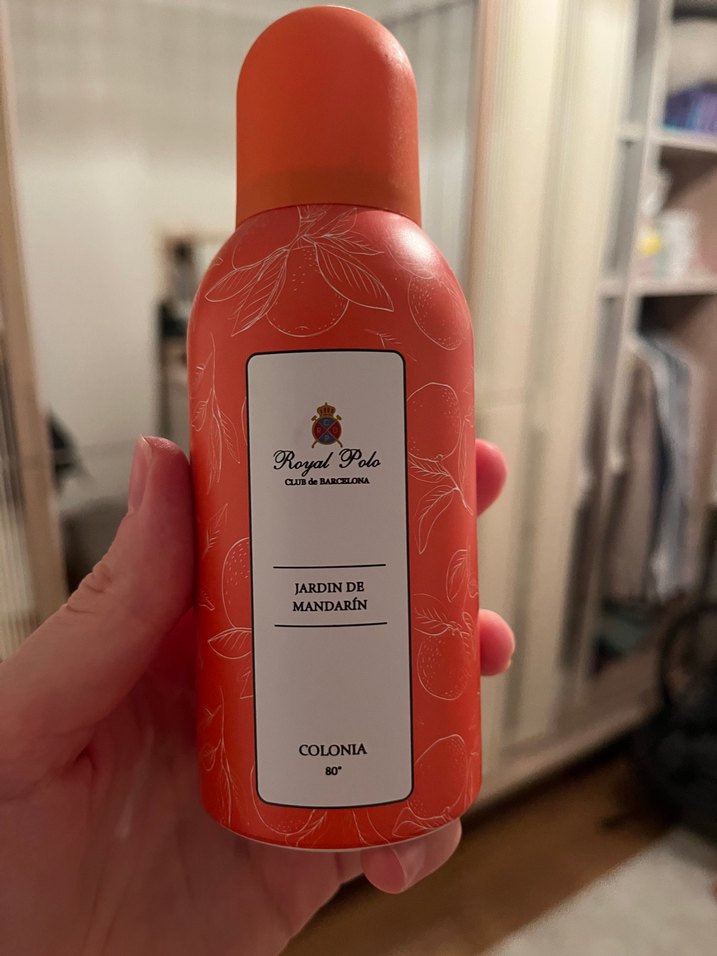 Royal Polo
CLUB de BARCELONA
JARDIN DE
MANDARÍN
COLONIA
80°